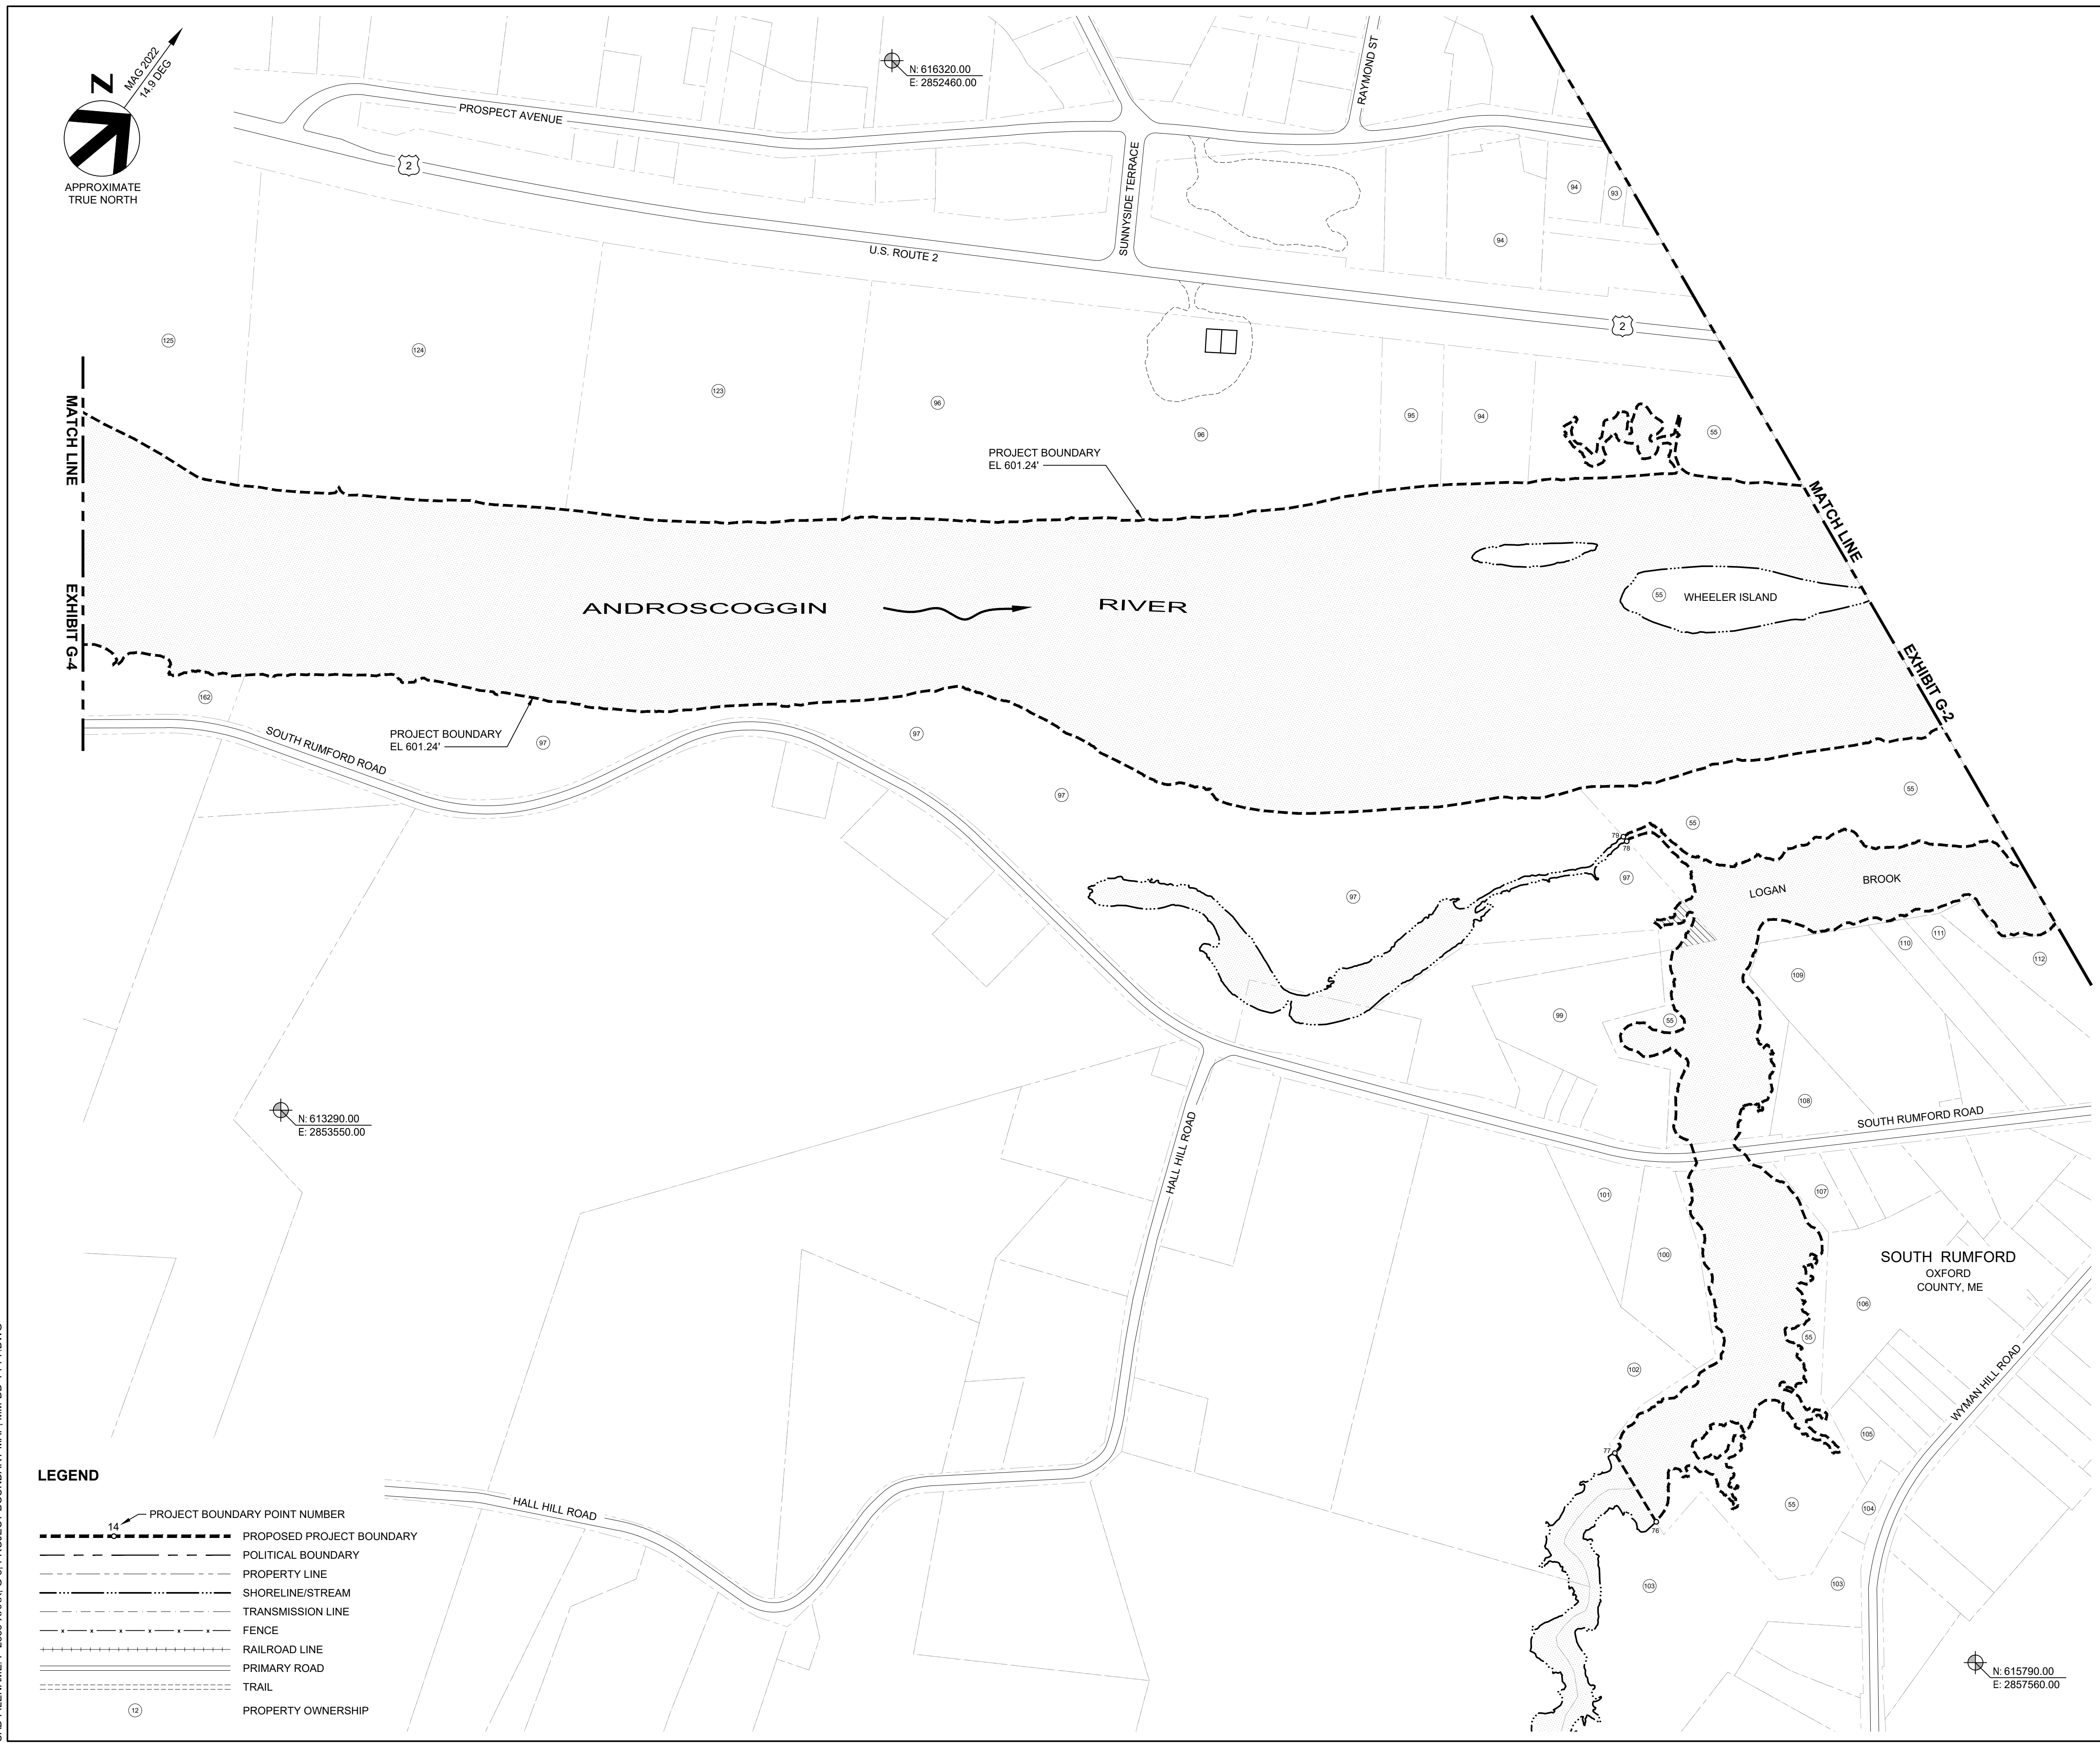 MAG 2022
14.9 DEG
N
APPROXIMATE
TRUE NORTH
N: 616320.00
E: 2852460.00
PROSPECT AVENUE
2
RAYMOND ST
SUNNYSIDE TERRACE
U.S. ROUTE 2
2
94
93
94
125
124
123
96
96
95
94
55
PROJECT BOUNDARY
EL 601.24'
MATCH LINE
EXHIBIT G-4
MATCH LINE
EXHIBIT G-2
ANDROSCOGGIN
RIVER
55
WHEELER ISLAND
162
SOUTH RUMFORD ROAD
PROJECT BOUNDARY
EL 601.24'
97
97
97
55
55
79
78
97
97
LOGAN
BROOK
110
111
112
109
99
55
108
SOUTH RUMFORD ROAD
N: 613290.00
E: 2853550.00
HALL HILL ROAD
101
107
100
SOUTH RUMFORD
OXFORD
COUNTY, ME
106
55
102
WYMAN HILL ROAD
105
77
104
55
76
103
103
HALL HILL ROAD
N: 615790.00
E: 2857560.00
LEGEND
PROJECT BOUNDARY POINT NUMBER
14
PROPOSED PROJECT BOUNDARY
POLITICAL BOUNDARY
PROPERTY LINE
SHORELINE/STREAM
TRANSMISSION LINE
FENCE
RAILROAD LINE
PRIMARY ROAD
TRAIL
12
PROPERTY OWNERSHIP